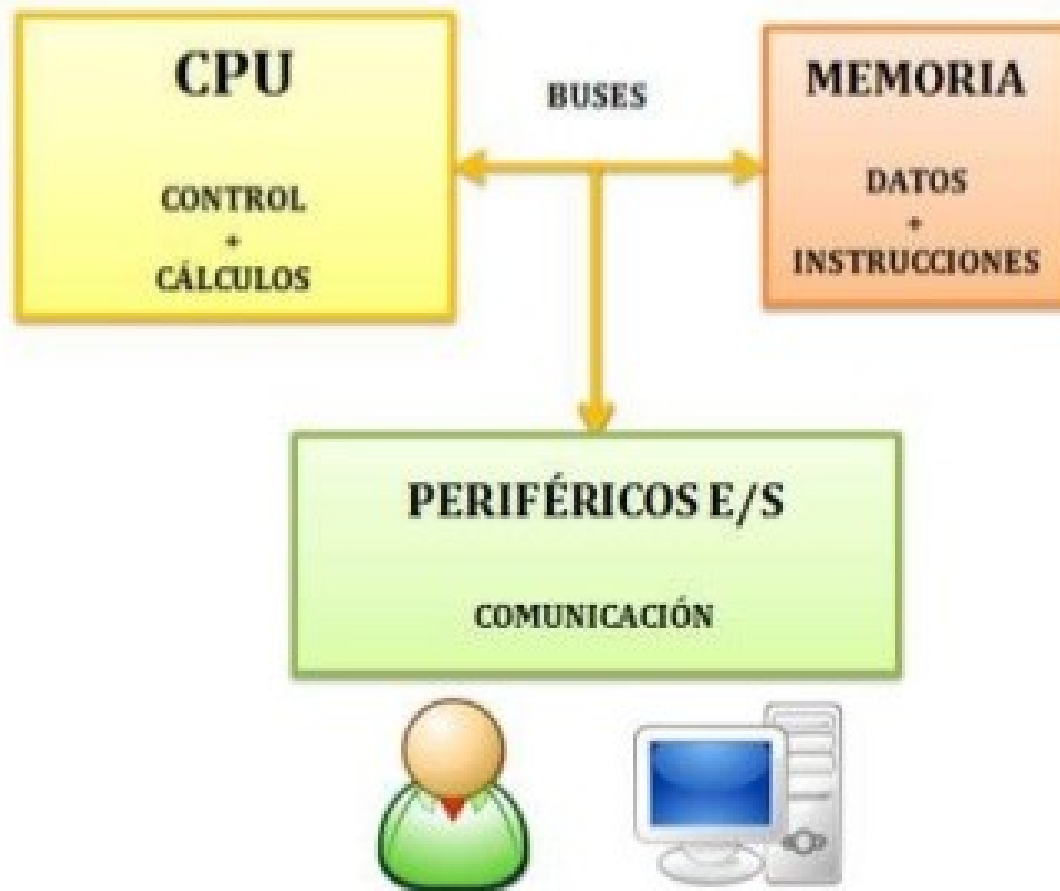 CPU
CONTROL
+
CÁLCULOS
BUSES
MEMORIA
DATOS
+
INSTRUCCIONES
PERIFÉRICOS E/S
COMUNICACIÓN